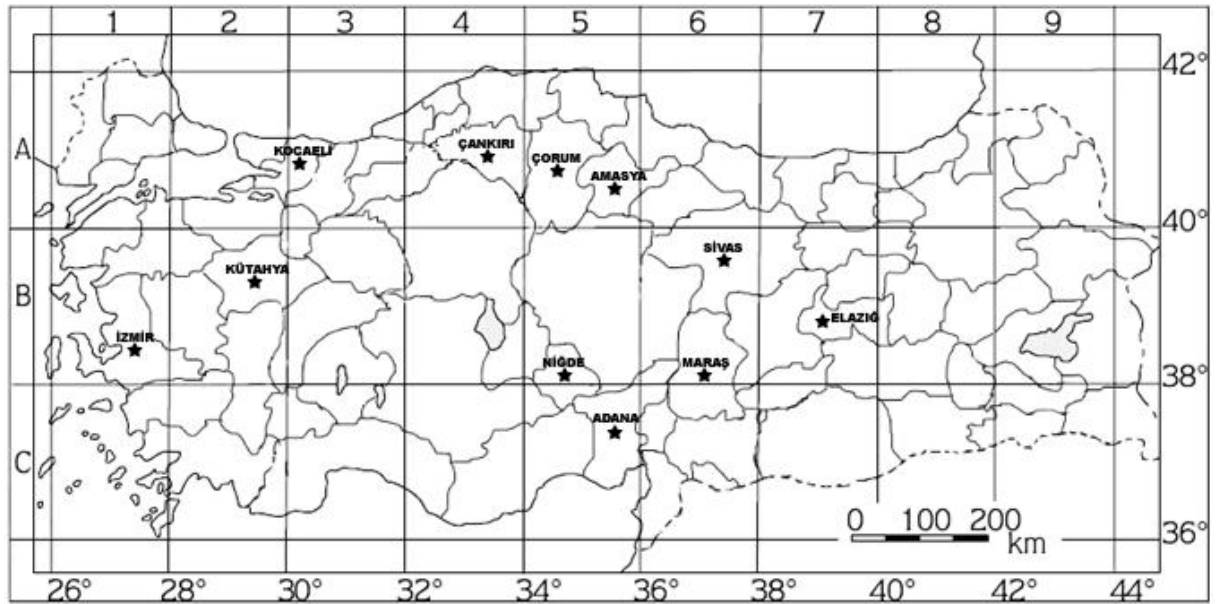 1 2 3 4 5 6 7 8 9
42°
A
KOCAELİ
ÇANKIRI
ÇORUM
AMASYA
40°
SİVAS
KÜTAHYA
B
ELAZIĞ
İZMİR
NİĞDE
MARAŞ
38°
ADANA
C
0 100 200
km
36°
26° 28° 30° 32° 34° 36° 38° 40° 42° 44°